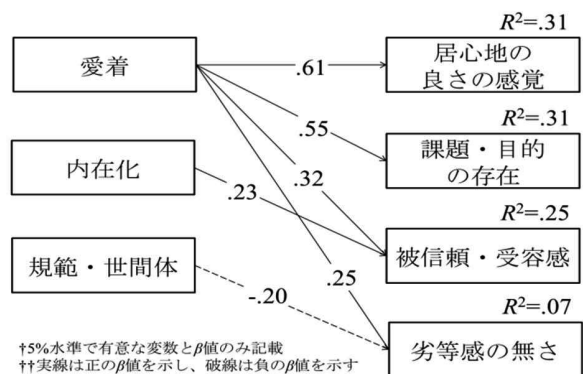 R²=.31
愛着
.61
居心地の
良さの感覚
R²=.31
.55
課題・目的
の存在
内在化
.23
.32
R²=.25
被信頼・受容感
規範・世間体
-.20
.25
R²=.07
劣等感の無さ
†5%水準で有意な変数とβ値のみ記載
††実線は正のβ値を示し、破線は負のβ値を示す